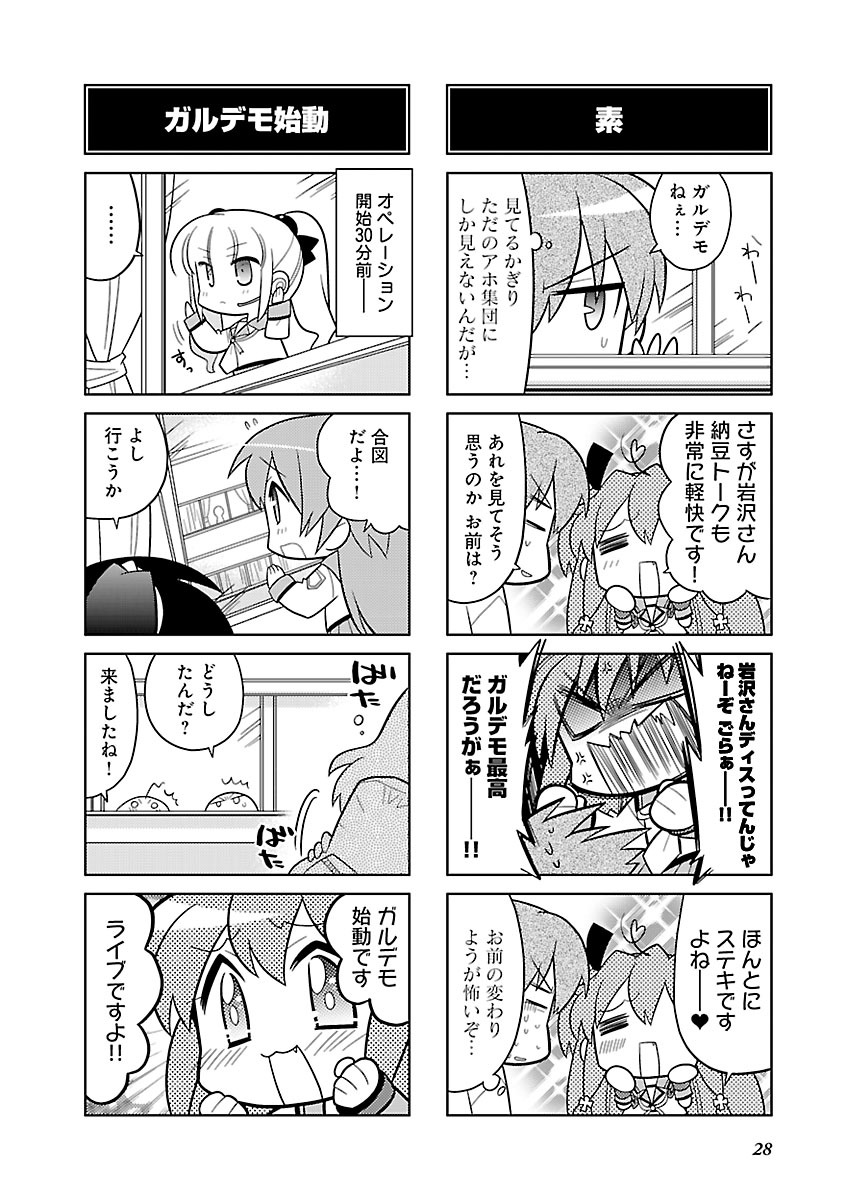 素
ガルデモ
ねぇ…
わーわー
見てるかぎり
ただのアホ集団に
しか見えないんだが…
さすが岩沢さん
納豆トークも
非常に軽快です!
あれを見てそう
思うのか お前は?
岩沢さんディスってんじゃ
ねーぞ ごらぁ――!!
ガルデモ最高
だろうがぁ――!!
ほんとに
ステキです
よね――♥
お前の変わり
ようが怖いぞ…
ガルデモ始動
オペレーション
開始30分前――
……
すっ
合図
だよ…!
よし
行こうか
ばた
ばた
どうし
たんだ?
来ましたね!
ガルデモ
始動です
ライブですよ!!
28